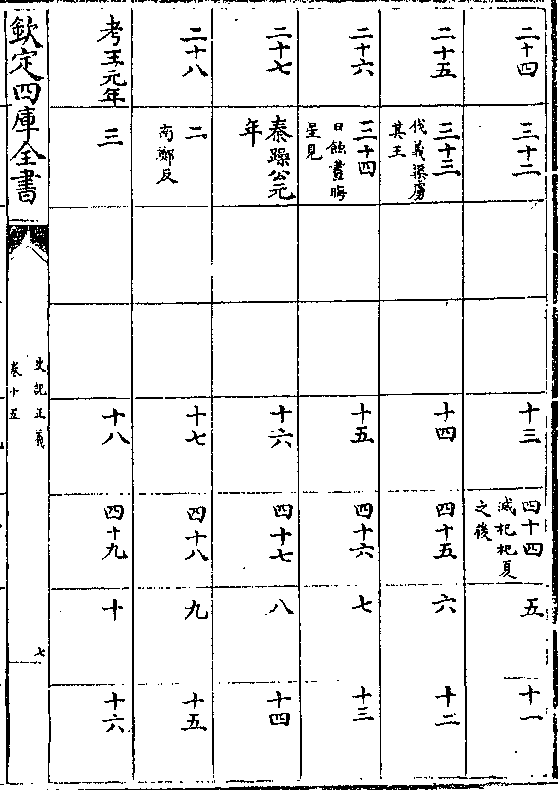 二十四
三十二
十三
四十四
滅杞杞夏
之後
五
十一
二十五
三十三
伐義渠虜
其王
十四
四十五
六
十二
二十六
三十四
日蝕晝晦
星見
十五
四十六
七
十三
二十七
秦躁公元
年
十六
四十七
八
十四
二十八
二
南鄭反
十七
四十八
九
十五
考王元年
三
十八
四十九
十
十六
欽定四庫全書
史記正義
卷十五
七